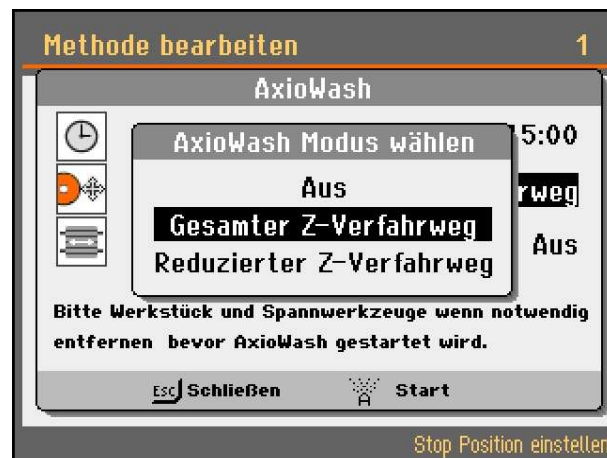 Methode bearbeiten 1
AxioWash
AxioWash Modus wählen
5:00
Aus
rweg
Gesamter Z-Verfahrweg
Aus
Reduzierter Z-Verfahrweg
Bitte Werkstück und Spannwerkzeuge wenn notwendig
entfernen bevor AxioWash gestartet wird.
ESC Schließen Start
Stop Position einstellen